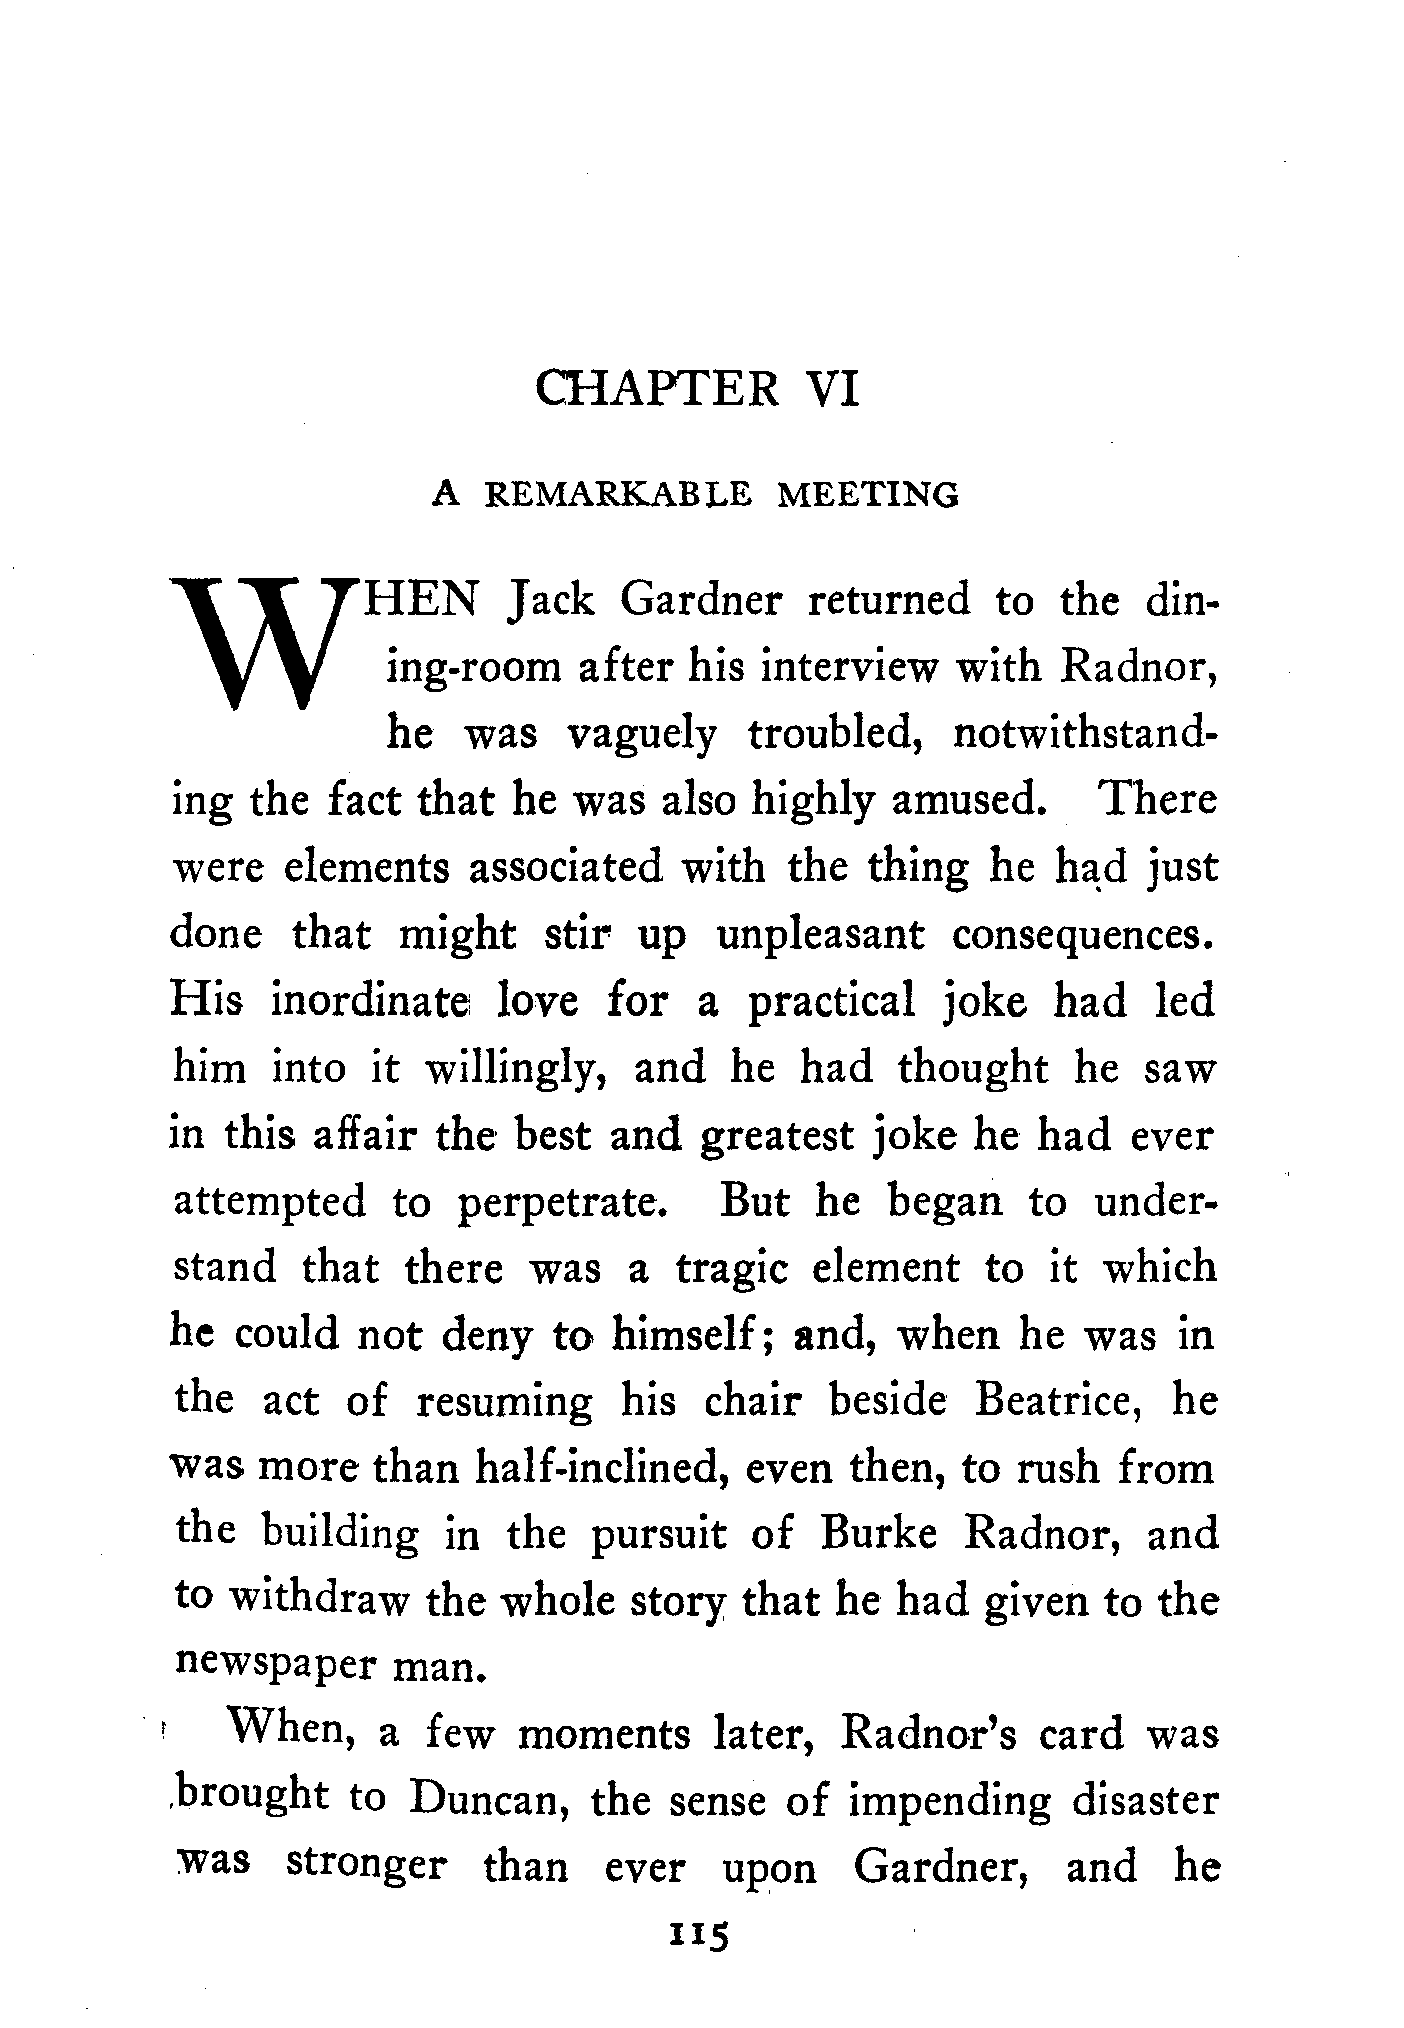 CHAPTER VI
A REMARKABLE MEETING
WHEN Jack Gardner returned to the din-
ing-room after his interview with Radnor,
he was vaguely troubled, notwithstand-
ing the fact that he was also highly amused. There
were elements associated with the thing he had just
done that might stir up unpleasant consequences.
His inordinate love for a practical joke had led
him into it willingly, and he had thought he saw
in this affair the best and greatest joke he had ever
attempted to perpetrate. But he began to under-
stand that there was a tragic element to it which
he could not deny to himself; and, when he was in
the act of resuming his chair beside Beatrice, he
was more than half-inclined, even then, to rush from
the building in the pursuit of Burke Radnor, and
to withdraw the whole story that he had given to the
newspaper man.
When, a few moments later, Radnor's card was
brought to Duncan, the sense of impending disaster
was stronger than ever upon Gardner, and he
115